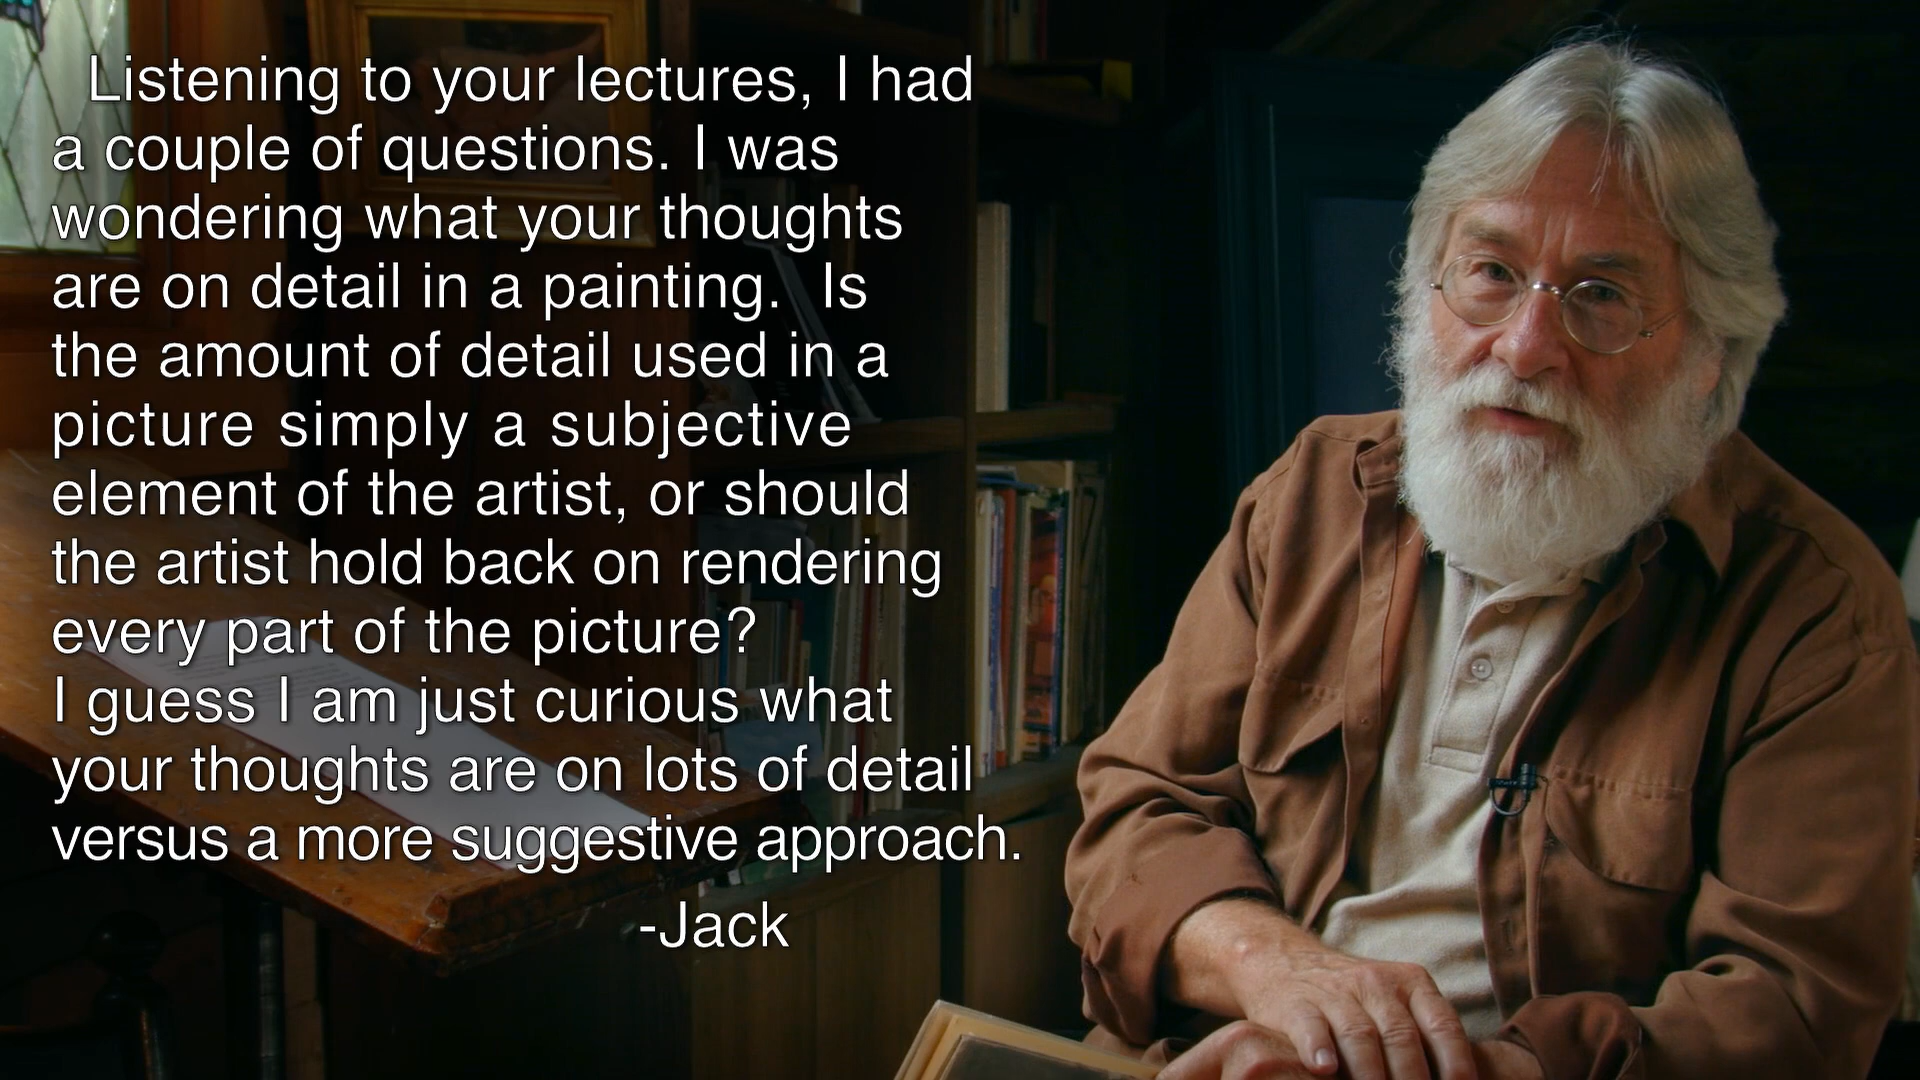 Listening to your lectures, I had
a couple of questions. I was
wondering what your thoughts
are on detail in a painting.  Is
the amount of detail used in a
picture simply a subjective
element of the artist, or should
the artist hold back on rendering
every part of the picture?
I guess I am just curious what
your thoughts are on lots of detail
versus a more suggestive approach.
-Jack